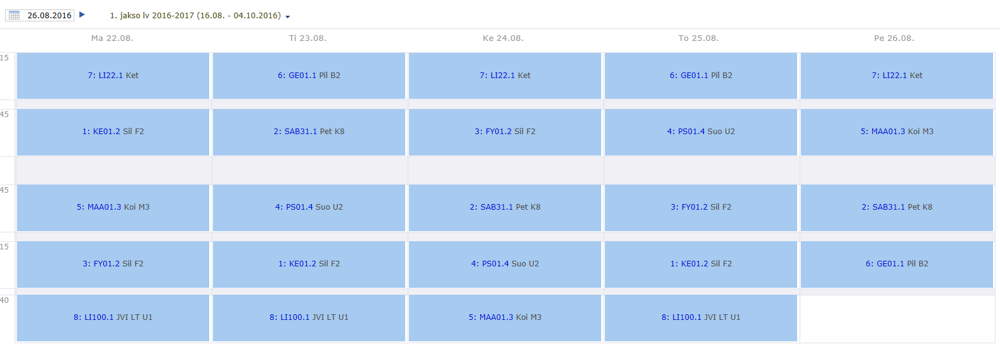 26.08.2016 1. jakso lv 2016-2017 (16.08. - 04.10.2016)
Ma 22.08. Ti 23.08. Ke 24.08. To 25.08. Pe 26.08.
15
7: LI22.1 Ket 6: GE01.1 Pil B2 7: LI22.1 Ket 6: GE01.1 Pil B2 7: LI22.1 Ket
45
1: KE01.2 Sil F2 2: SAB31.1 Pet K8 3: FY01.2 Sil F2 4: PS01.4 Suo U2 5: MAA01.3 Koi M3
45
5: MAA01.3 Koi M3 4: PS01.4 Suo U2 2: SAB31.1 Pet K8 3: FY01.2 Sil F2 2: SAB31.1 Pet K8
15
3: FY01.2 Sil F2 1: KE01.2 Sil F2 4: PS01.4 Suo U2 1: KE01.2 Sil F2 6: GE01.1 Pil B2
40
8: LI100.1 JVI LT U1 8: LI100.1 JVI LT U1 5: MAA01.3 Koi M3 8: LI100.1 JVI LT U1